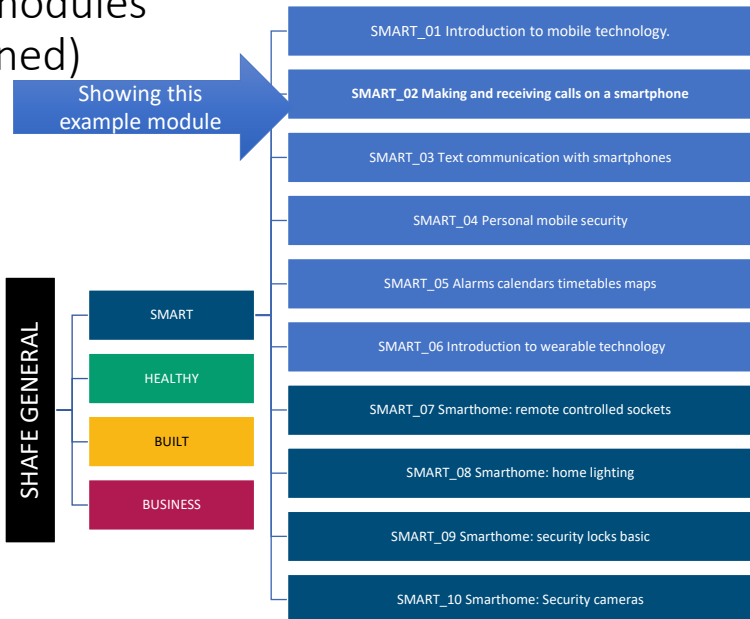 nodules
ned)
Showing this
example module
SMART_01 Introduction to mobile technology.
SMART_02 Making and receiving calls on a smartphone
SMART_03 Text communication with smartphones
SMART_04 Personal mobile security
SMART_05 Alarms calendars timetables maps
SMART_06 Introduction to wearable technology
SMART_07 Smarthome: remote controlled sockets
SMART_08 Smarthome: home lighting
SMART_09 Smarthome: security locks basic
SMART_10 Smarthome: Security cameras
SHAFE GENERAL
SMART
HEALTHY
BUILT
BUSINESS